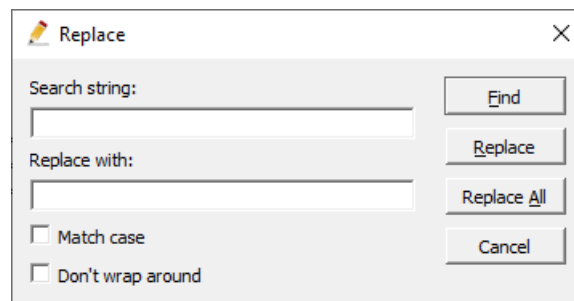 Replace
Search string:
Find
Replace with:
Replace
Replace All
Match case
Cancel
Don't wrap around